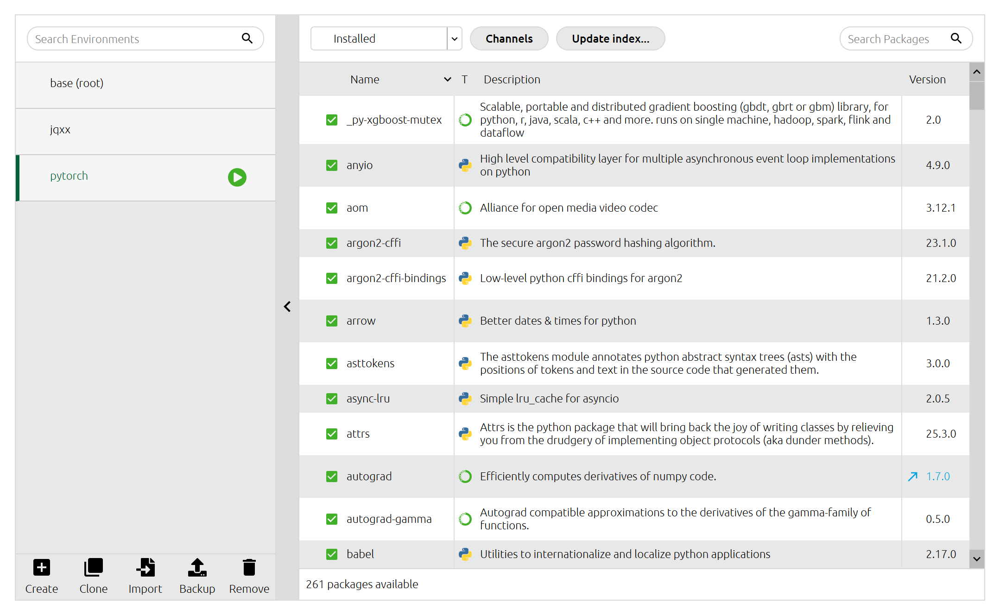 Search Environments
base (root)
jqxx
pytorch
Create Clone Import Backup Remove
Installed Channels Update index... Search Packages
Name T Description Version
_py-xgboost-mutex Scalable, portable and distributed gradient boosting (gbdt, gbrt or gbm) library, for
python, r, java, scala, c++ and more. runs on single machine, hadoop, spark, flink and
dataflow 2.0
anyio High level compatibility layer for multiple asynchronous event loop implementations
on python 4.9.0
aom Alliance for open media video codec 3.12.1
argon2-cffi The secure argon2 password hashing algorithm. 23.1.0
argon2-cffi-bindings Low-level python cffi bindings for argon2 21.2.0
arrow Better dates & times for python 1.3.0
asttokens The asttokens module annotates python abstract syntax trees (asts) with the
positions of tokens and text in the source code that generated them. 3.0.0
async-lru Simple lru_cache for asyncio 2.0.5
attrs Attrs is the python package that will bring back the joy of writing classes by relieving
you from the drudgery of implementing object protocols (aka dunder methods). 25.3.0
autograd Efficiently computes derivatives of numpy code. 1.7.0
autograd-gamma Autograd compatible approximations to the derivatives of the gamma-family of
functions. 0.5.0
babel Utilities to internationalize and localize python applications 2.17.0
261 packages available